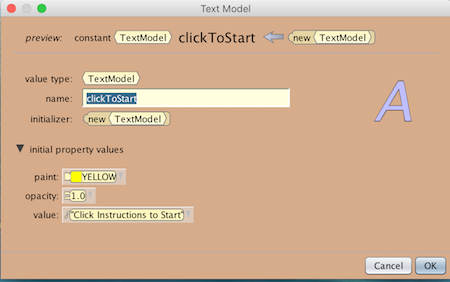 Text Model
preview: constant TextModel clickToStart new TextModel
value type: TextModel
name: clickToStart
initializer: new TextModel
initial property values
paint: YELLOW
opacity: 1.0
value: "Click Instructions to Start"
Cancel OK